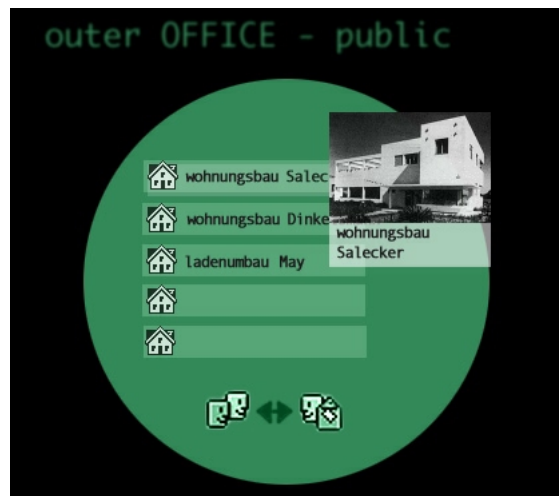 outer OFFICE - public
wohnungsbau Salec
wohnungsbau Dinke
ladenumbau May
wohnungsbau
Salecker